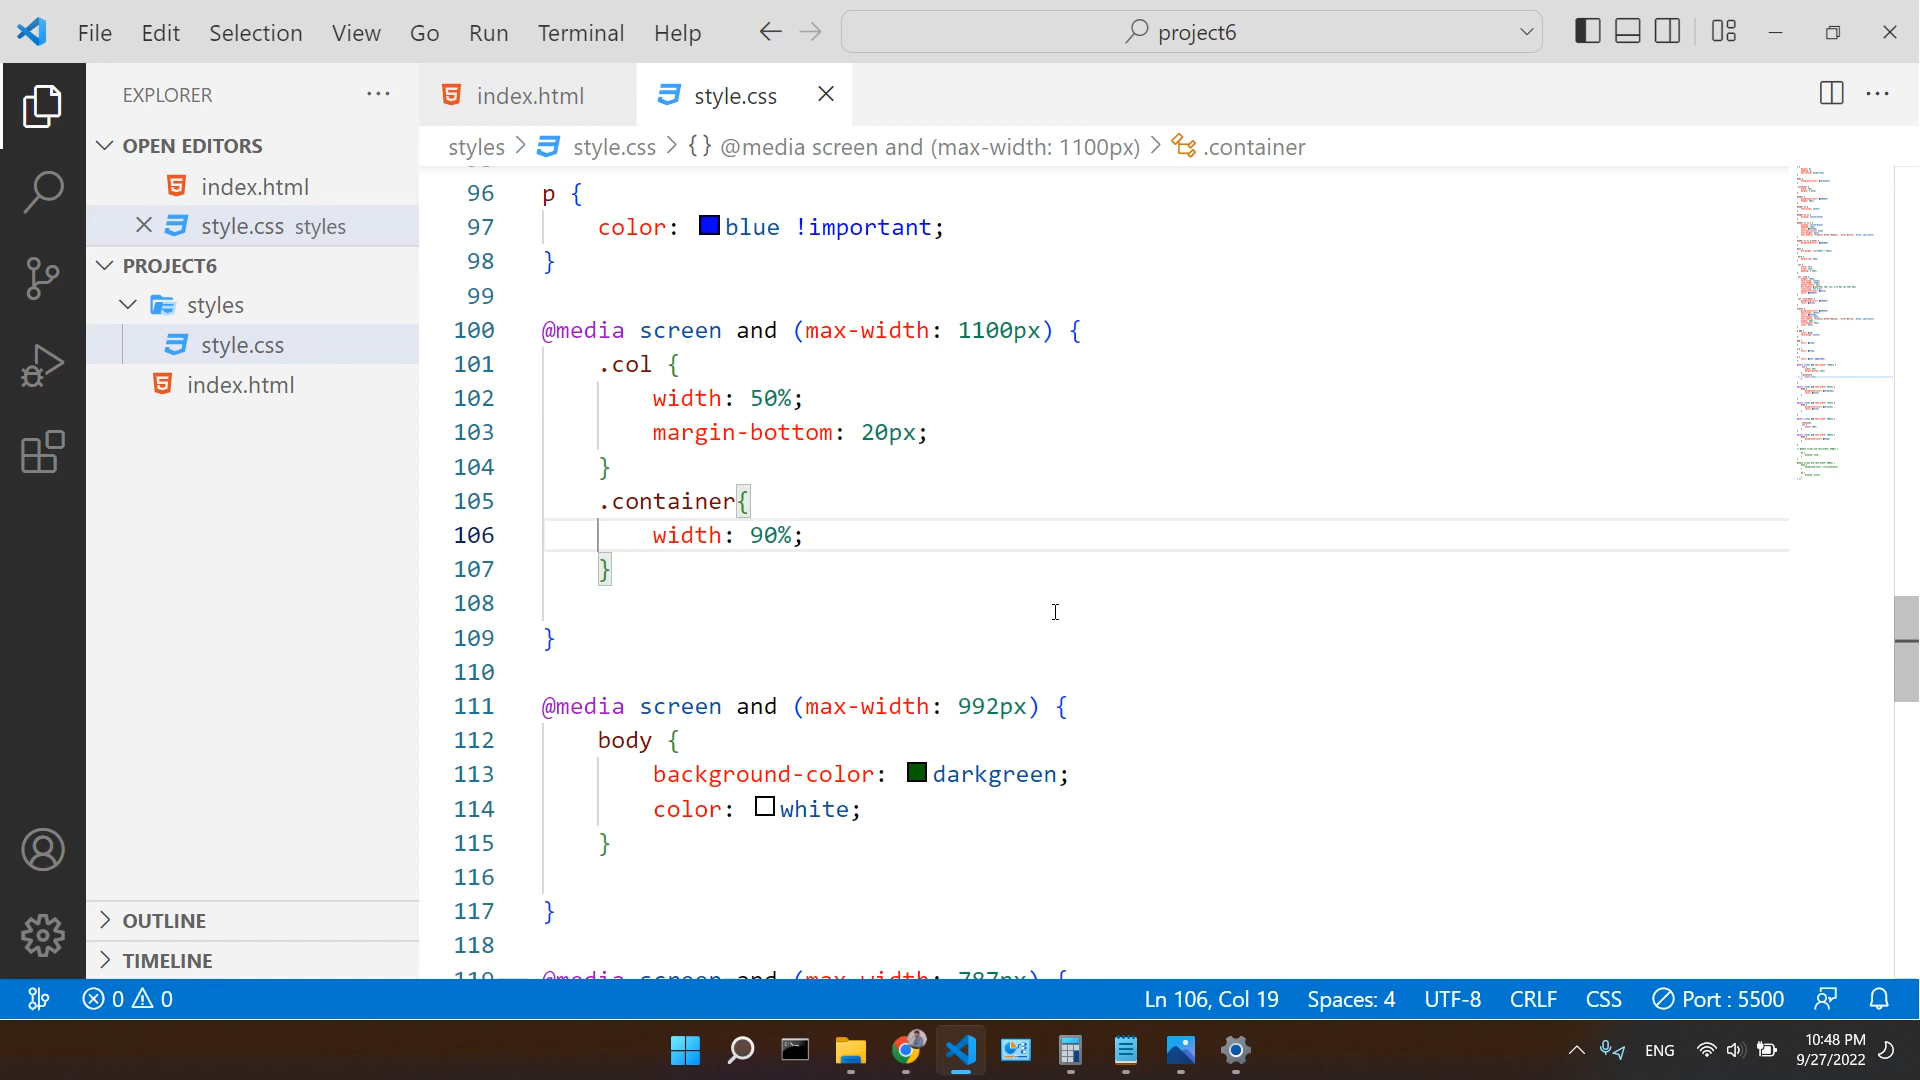 File Edit Selection View Go Run Terminal Help
project6
EXPLORER
OPEN EDITORS
index.html
style.css styles
PROJECT6
styles
style.css
index.html
OUTLINE
TIMELINE
index.html
style.css
styles > style.css > {} @media screen and (max-width: 1100px) > .container
96 p {
97 color: blue !important;
98 }
99
100 @media screen and (max-width: 1100px) {
101 .col {
102 width: 50%;
103 margin-bottom: 20px;
104 }
105 .container{
106 width: 90%;
107 }
108
109 }
110
111 @media screen and (max-width: 992px) {
112 body {
113 background-color: darkgreen;
114 color: white;
115 }
116
117 }
118
119 @media screen and (max-width: 787px) {
0 0
Ln 106, Col 19 Spaces: 4 UTF-8 CRLF CSS Port : 5500
ENG
10:48 PM
9/27/2022